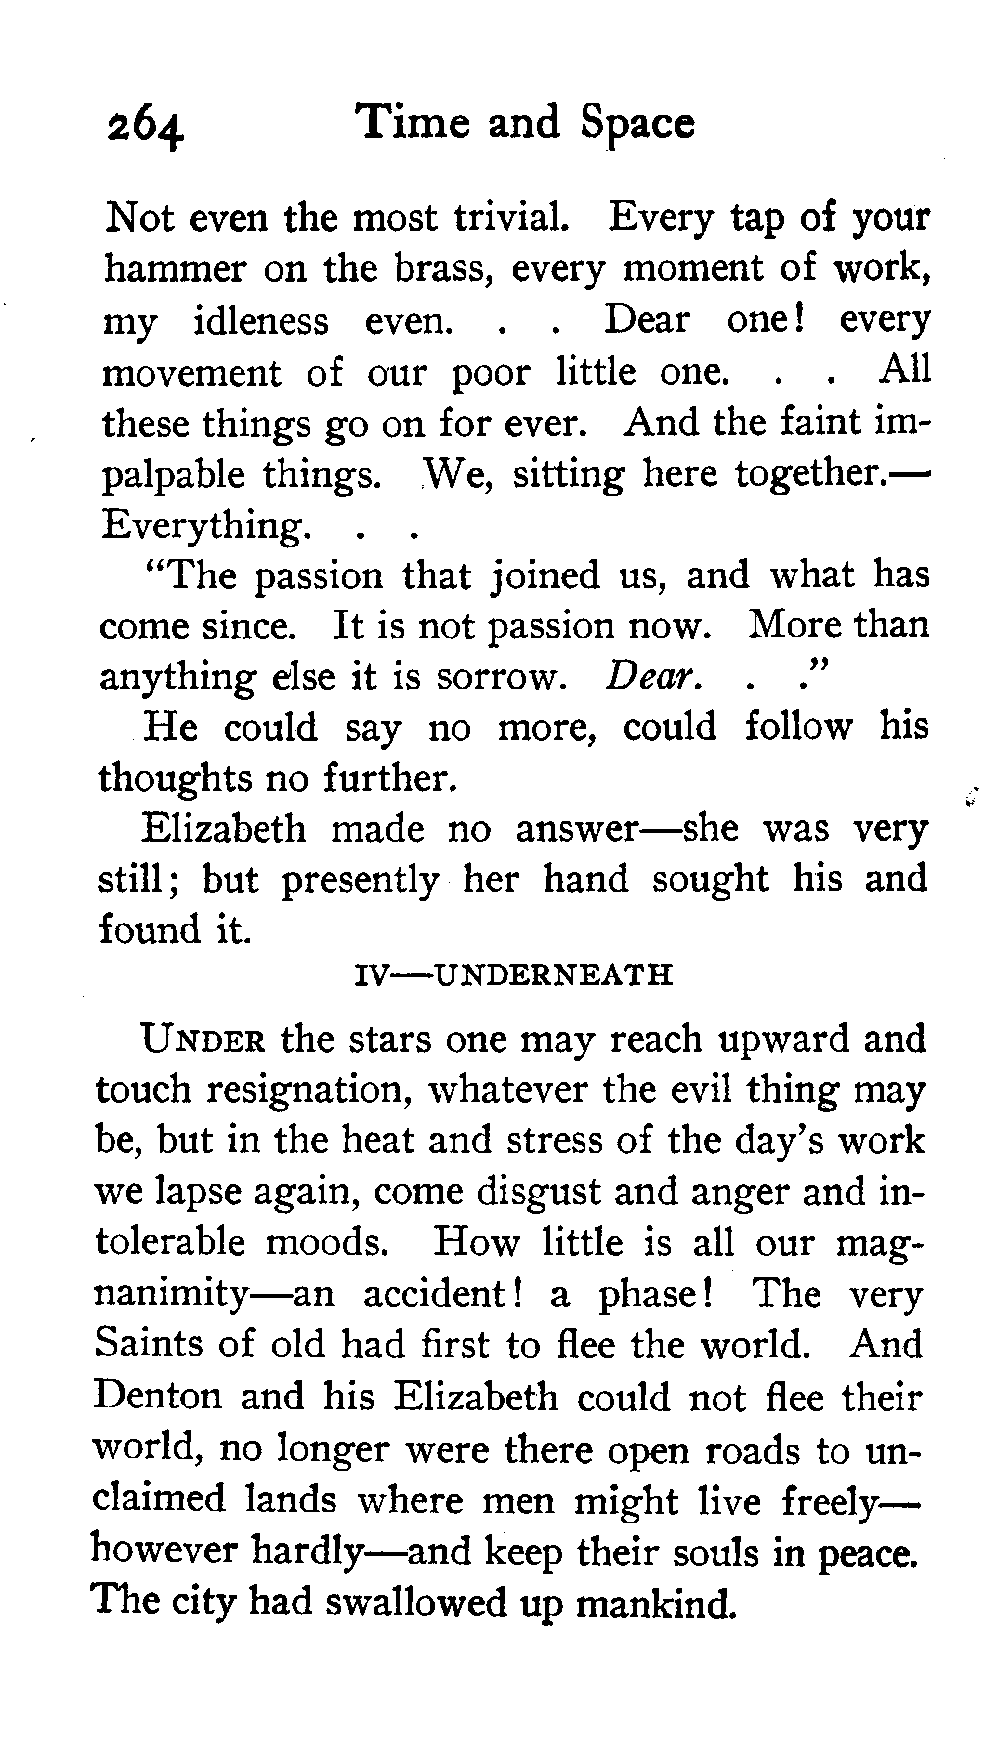 264 Time and Space
Not even the most trivial. Every tap of your
hammer on the brass, every moment of work,
my idleness even. . . Dear one! every
movement of our poor little one. . . All
these things go on for ever. And the faint im-
palpable things. We, sitting here together.—
Everything. . .
"The passion that joined us, and what has
come since. It is not passion now. More than
anything else it is sorrow. Dear. . ."
He could say no more, could follow his
thoughts no further.
Elizabeth made no answer—she was very
still; but presently her hand sought his and
found it.
IV—UNDERNEATH
UNDER the stars one may reach upward and
touch resignation, whatever the evil thing may
be, but in the heat and stress of the day's work
we lapse again, come disgust and anger and in-
tolerable moods. How little is all our mag-
nanimity—an accident! a phase! The very
Saints of old had first to flee the world. And
Denton and his Elizabeth could not flee their
world, no longer were there open roads to un-
claimed lands where men might live freely—
however hardly—and keep their souls in peace.
The city had swallowed up mankind.